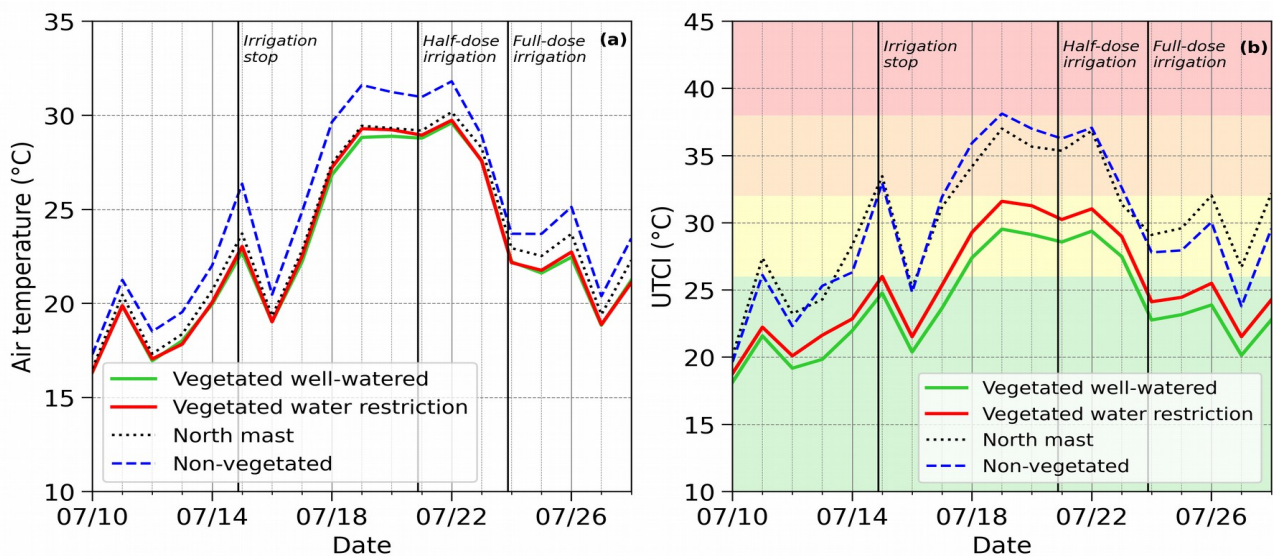 35
30
25
20
15
10
Air temperature (°C)
Irrigation
stop
Half-dose
irrigation
Full-dose
irrigation
(a)
Vegetated well-watered
Vegetated water restriction
North mast
Non-vegetated
07/10
07/14
07/18
07/22
07/26
Date
45
40
35
30
25
20
15
10
UTCI (°C)
Irrigation
stop
Half-dose
irrigation
Full-dose
irrigation
(b)
Vegetated well-watered
Vegetated water restriction
North mast
Non-vegetated
07/10
07/14
07/18
07/22
07/26
Date